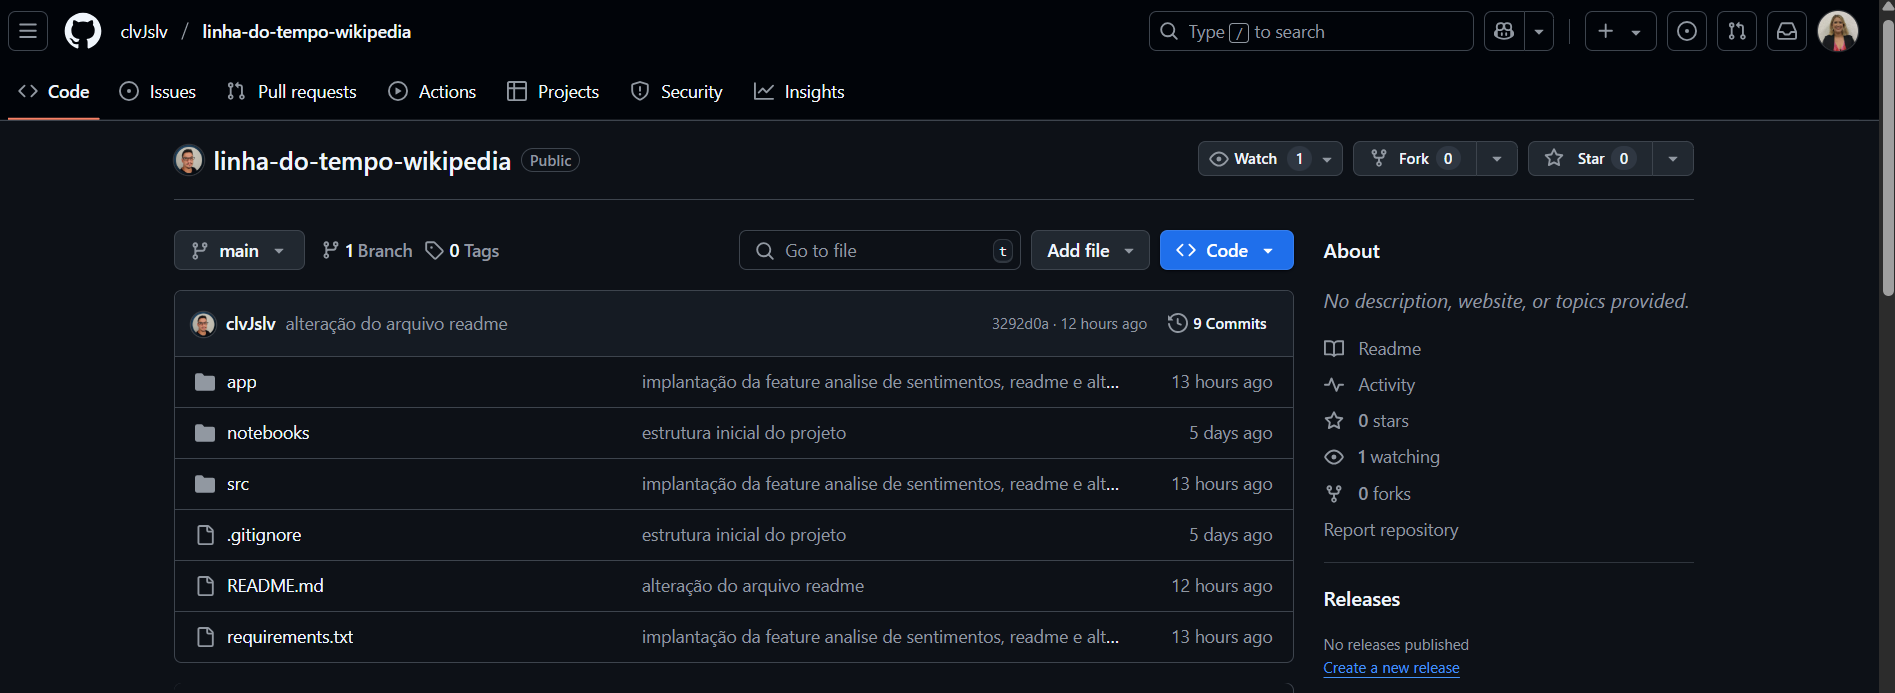 clvJslv / linha-do-tempo-wikipedia
Type / to search
Code Issues Pull requests Actions Projects Security Insights
linha-do-tempo-wikipedia Public
Watch 1 Fork 0 Star 0
main 1 Branch 0 Tags Go to file t Add file Code
clvJslv alteração do arquivo readme 3292d0a · 12 hours ago 9 Commits
app implantação da feature analise de sentimentos, readme e alt... 13 hours ago
notebooks estrutura inicial do projeto 5 days ago
src implantação da feature analise de sentimentos, readme e alt... 13 hours ago
.gitignore estrutura inicial do projeto 5 days ago
README.md alteração do arquivo readme 12 hours ago
requirements.txt implantação da feature analise de sentimentos, readme e alt... 13 hours ago
About
No description, website, or topics provided.
Readme
Activity
0 stars
1 watching
0 forks
Report repository
Releases
No releases published
Create a new release